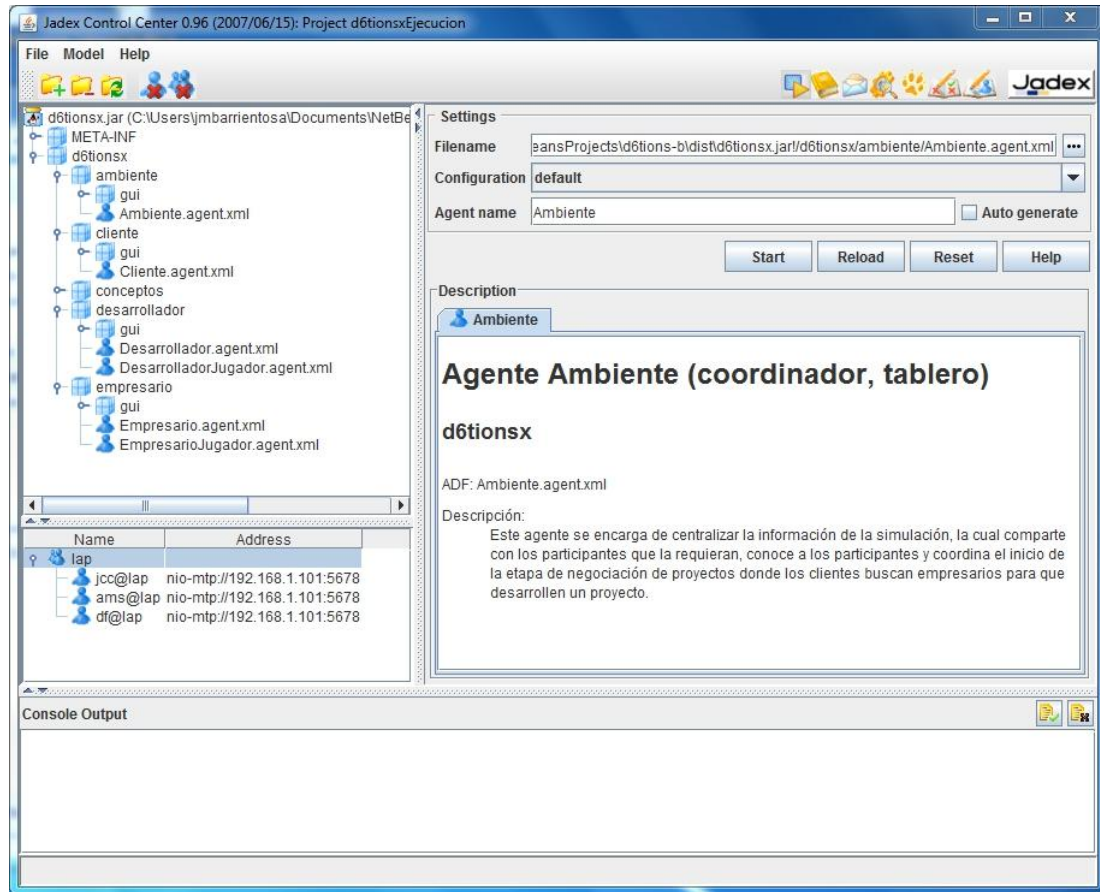 Jadex Control Center 0.96 (2007/06/15): Project d6tionsxEjecucion
File Model Help
Jadex
d6tionsx.jar (C:\Users\jmbarrientosa\Documents\NetBe
META-INF
d6tionsx
ambiente
gui
Ambiente.agent.xml
cliente
gui
Cliente.agent.xml
conceptos
desarrollador
gui
Desarrollador.agent.xml
DesarrolladorJugador.agent.xml
empresario
gui
Empresario.agent.xml
EmpresarioJugador.agent.xml
Name Address
lap
jcc@lap nio-mtp://192.168.1.101:5678
ams@lap nio-mtp://192.168.1.101:5678
df@lap nio-mtp://192.168.1.101:5678
Settings
Filename eansProjects\d6tions-b\dist\d6tionsx.jar!/d6tionsx/ambiente/Ambiente.agent.xml ...
Configuration default
Agent name Ambiente Auto generate
Start Reload Reset Help
Description
Ambiente
Agente Ambiente (coordinador, tablero)
d6tionsx
ADF: Ambiente.agent.xml
Descripción:
Este agente se encarga de centralizar la información de la simulación, la cual comparte
con los participantes que la requieran, conoce a los participantes y coordina el inicio de
la etapa de negociación de proyectos donde los clientes buscan empresarios para que
desarrollen un proyecto.
Console Output